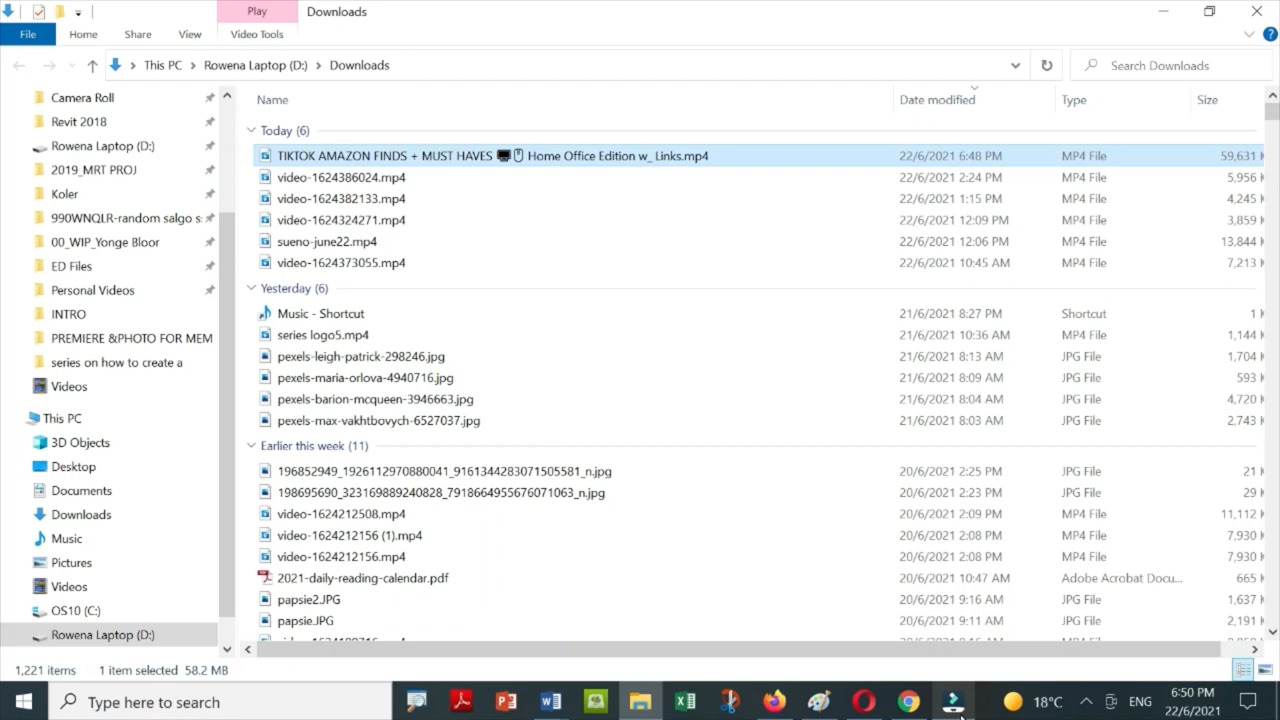 Play
Downloads
File
Home
Share
View
Video Tools
This PC
Rowena Laptop (D:)
Downloads
Search Downloads
Camera Roll
Revit 2018
Rowena Laptop (D:)
2019_MRT PROJ
Koler
990WNQLR-random salgo s
00_WIP_Yonge Bloor
ED Files
Personal Videos
INTRO
PREMIERE &PHOTO FOR MEM
series on how to create a
Videos
This PC
3D Objects
Desktop
Documents
Downloads
Music
Pictures
Videos
OS10 (C:)
Rowena Laptop (D:)
Name Date modified Type Size
Today (6)
TIKTOK AMAZON FINDS + MUST HAVES 🖥️🖱️ Home Office Edition w_ Links.mp4 22/6/2021 6:48 PM MP4 File 59,631 K
video-1624386024.mp4 22/6/2021 2:24 PM MP4 File 5,956 K
video-1624382133.mp4 22/6/2021 1:15 PM MP4 File 4,245 K
video-1624324271.mp4 22/6/2021 12:09 PM MP4 File 3,859 K
sueno-june22.mp4 22/6/2021 12:06 PM MP4 File 13,844 K
video-1624373055.mp4 22/6/2021 10:45 AM MP4 File 7,213 K
Yesterday (6)
Music - Shortcut 21/6/2021 8:27 PM Shortcut 1 K
series logo5.mp4 21/6/2021 10:36 AM MP4 File 1,144 K
pexels-leigh-patrick-298246.jpg 21/6/2021 8:13 AM JPG File 1,704 K
pexels-maria-orlova-4940716.jpg 21/6/2021 8:09 AM JPG File 593 K
pexels-barion-mcqueen-3946663.jpg 21/6/2021 8:04 AM JPG File 4,720 K
pexels-max-vakhtbovych-6527037.jpg 21/6/2021 8:03 AM JPG File 2,743 K
Earlier this week (11)
196852949_1926112970880041_9161344283071505581_n.jpg 20/6/2021 2:25 PM JPG File 21 K
198695690_323169889240828_7918664955676071063_n.jpg 20/6/2021 2:23 PM JPG File 29 K
video-1624212508.mp4 20/6/2021 2:09 PM MP4 File 11,112 K
video-1624212156 (1).mp4 20/6/2021 2:08 PM MP4 File 7,930 K
video-1624212156.mp4 20/6/2021 2:08 PM MP4 File 7,930 K
2021-daily-reading-calendar.pdf 20/6/2021 10:47 AM Adobe Acrobat Docu... 665 K
papsie2.JPG 20/6/2021 9:16 AM JPG File 1,637 K
papsie.JPG 20/6/2021 9:11 AM JPG File 2,191 K
1,221 items 1 item selected 58.2 MB
Type here to search
18°C
ENG
6:50 PM
22/6/2021